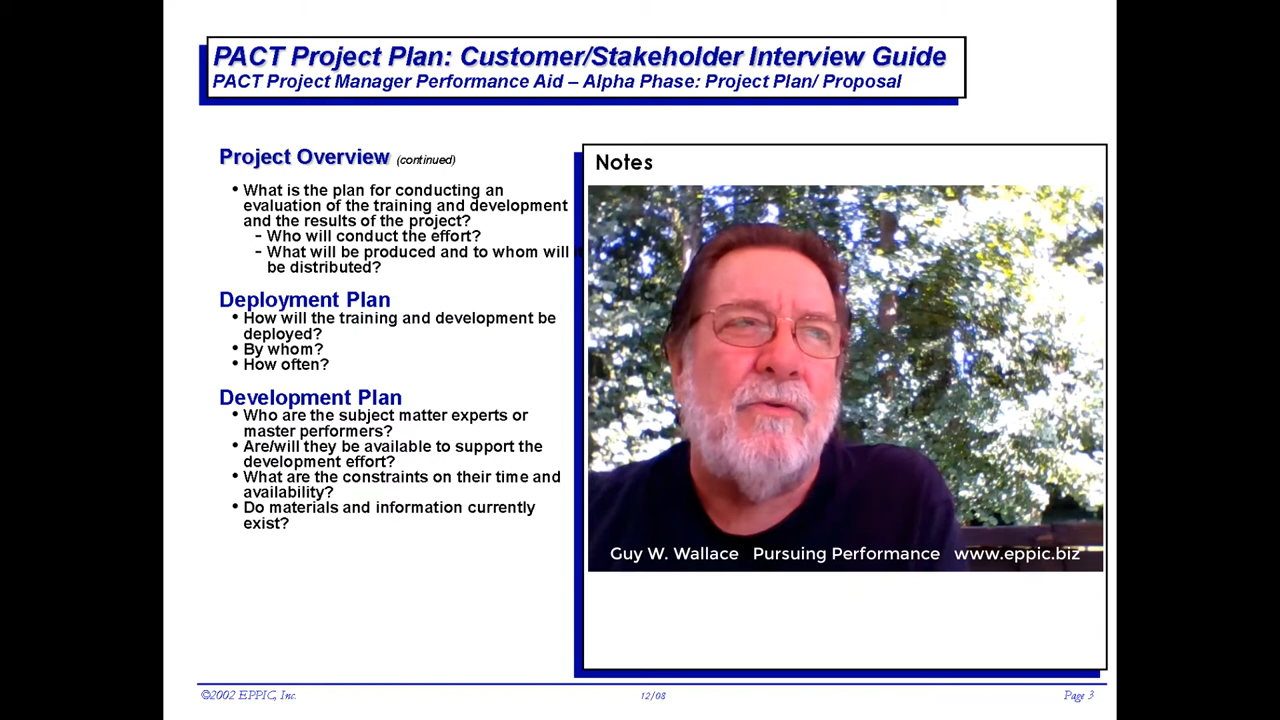 PACT Project Plan: Customer/Stakeholder Interview Guide
PACT Project Manager Performance Aid – Alpha Phase: Project Plan/ Proposal
Project Overview (continued)
• What is the plan for conducting an
evaluation of the training and development
and the results of the project?
- Who will conduct the effort?
- What will be produced and to whom will
be distributed?
Deployment Plan
• How will the training and development be
deployed?
• By whom?
• How often?
Development Plan
• Who are the subject matter experts or
master performers?
• Are/will they be available to support the
development effort?
• What are the constraints on their time and
availability?
• Do materials and information currently
exist?
Notes
Guy W. Wallace Pursuing Performance www.eppic.biz
©2002 EPPIC, Inc.
12/08
Page 3